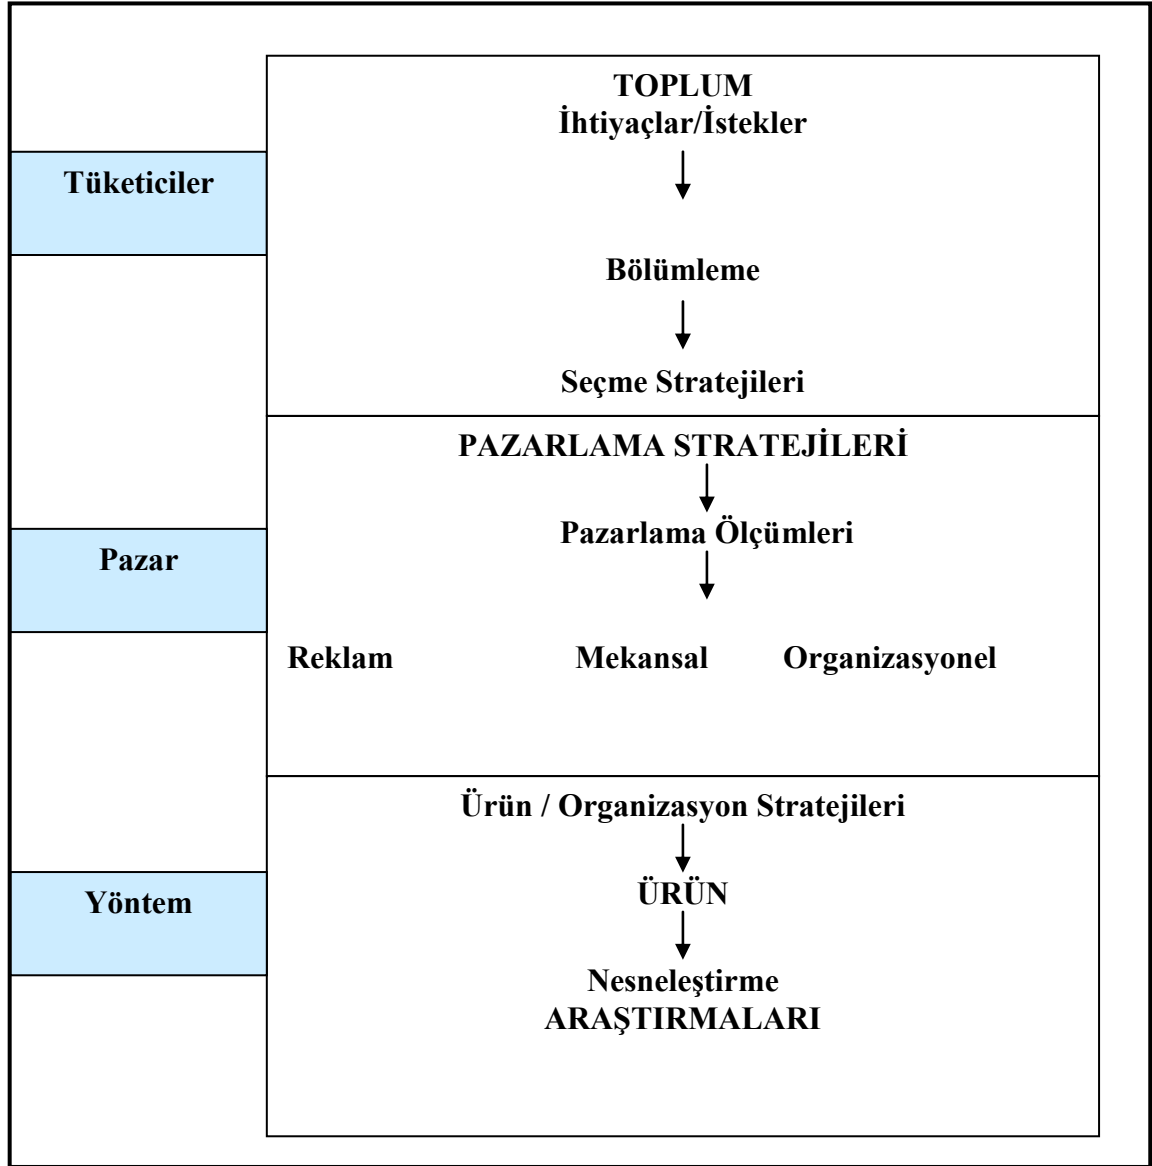 TOPLUM
İhtiyaçlar/İstekler
Tüketiciler
Bölümleme
Seçme Stratejileri
PAZARLAMA STRATEJİLERİ
Pazarlama Ölçümleri
Pazar
Reklam Mekansal Organizasyonel
Ürün / Organizasyon Stratejileri
ÜRÜN
Yöntem
Nesneleştirme
ARAŞTIRMALARI